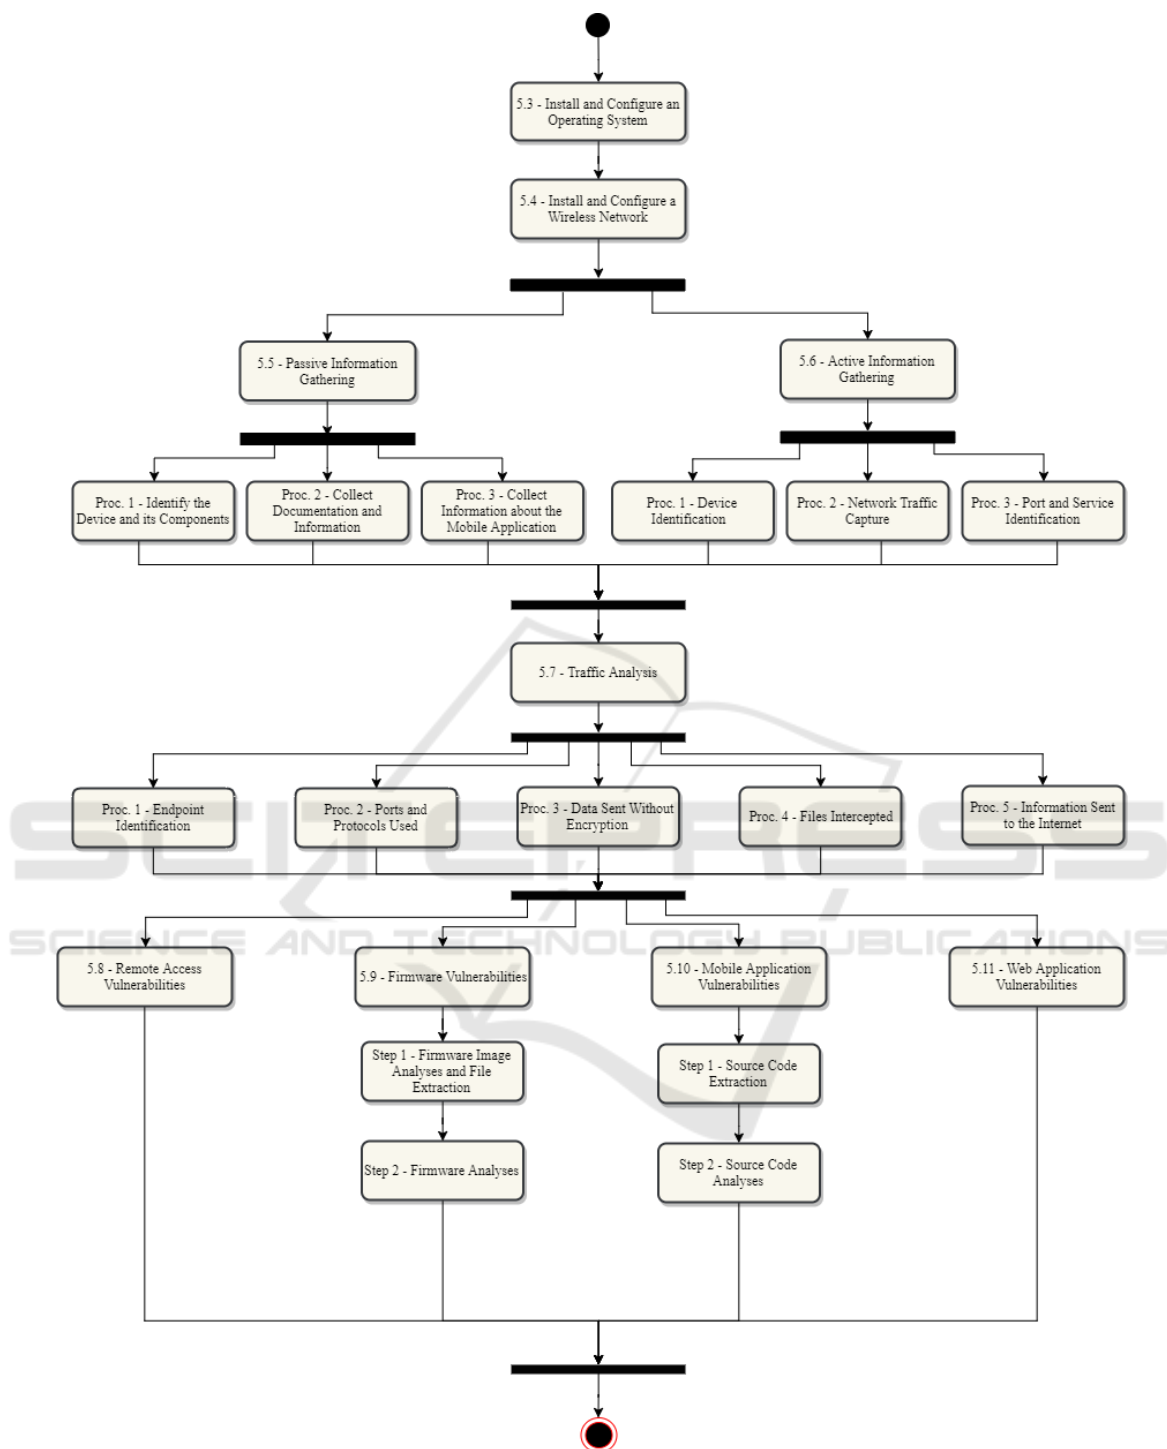 5.3 - Install and Configure an
Operating System
5.4 - Install and Configure a
Wireless Network
5.5 - Passive Information
Gathering
5.6 - Active Information
Gathering
Proc. 1 - Identify the
Device and its Components
Proc. 2 - Collect
Documentation and
Information
Proc. 3 - Collect
Information about the
Mobile Application
Proc. 1 - Device
Identification
Proc. 2 - Network Traffic
Capture
Proc. 3 - Port and Service
Identification
5.7 - Traffic Analysis
Proc. 1 - Endpoint
Identification
Proc. 2 - Ports and
Protocols Used
Proc. 3 - Data Sent Without
Encryption
Proc. 4 - Files Intercepted
Proc. 5 - Information Sent
to the Internet
SCITEPRESS
SCIENCE AND TECHNOLOGY PUBLICATIONS
5.8 - Remote Access
Vulnerabilities
5.9 - Firmware Vulnerabilities
5.10 - Mobile Application
Vulnerabilities
5.11 - Web Application
Vulnerabilities
Step 1 - Firmware Image
Analyses and File
Extraction
Step 1 - Source Code
Extraction
Step 2 - Firmware Analyses
Step 2 - Source Code
Analyses